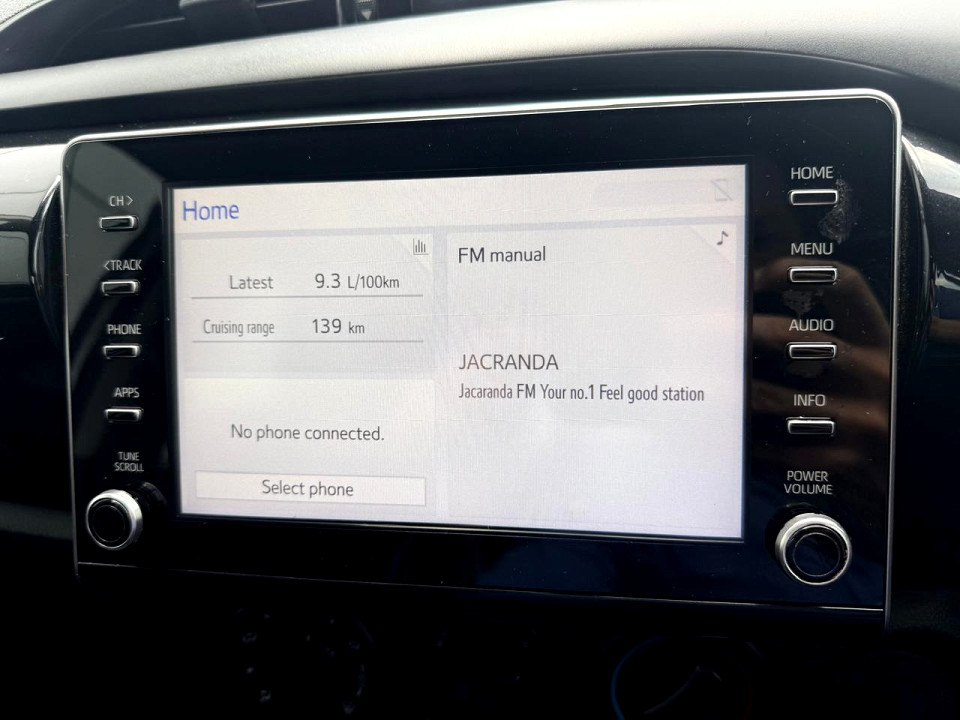 CH >
<TRACK
PHONE
APPS
TUNE
SCROLL
Home
Latest 9.3 L/100km
Cruising range 139 km
No phone connected.
Select phone
FM manual
JACRANDA
Jacaranda FM Your no.1 Feel good station
HOME
MENU
AUDIO
INFO
POWER
VOLUME